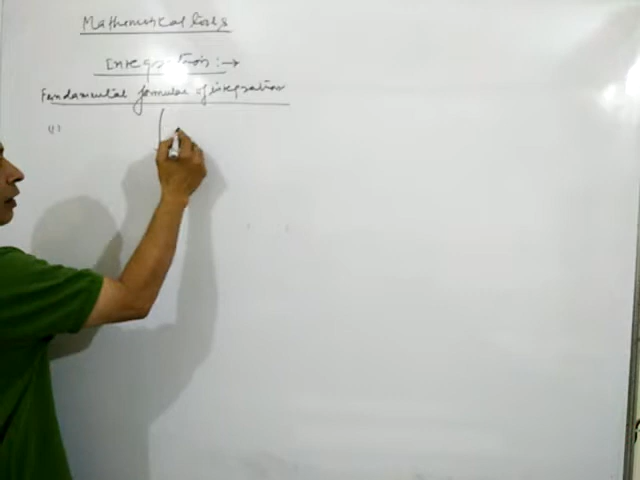 Mathematical tools
Integration :→
Fundamental formulae of integration
(1) ∫